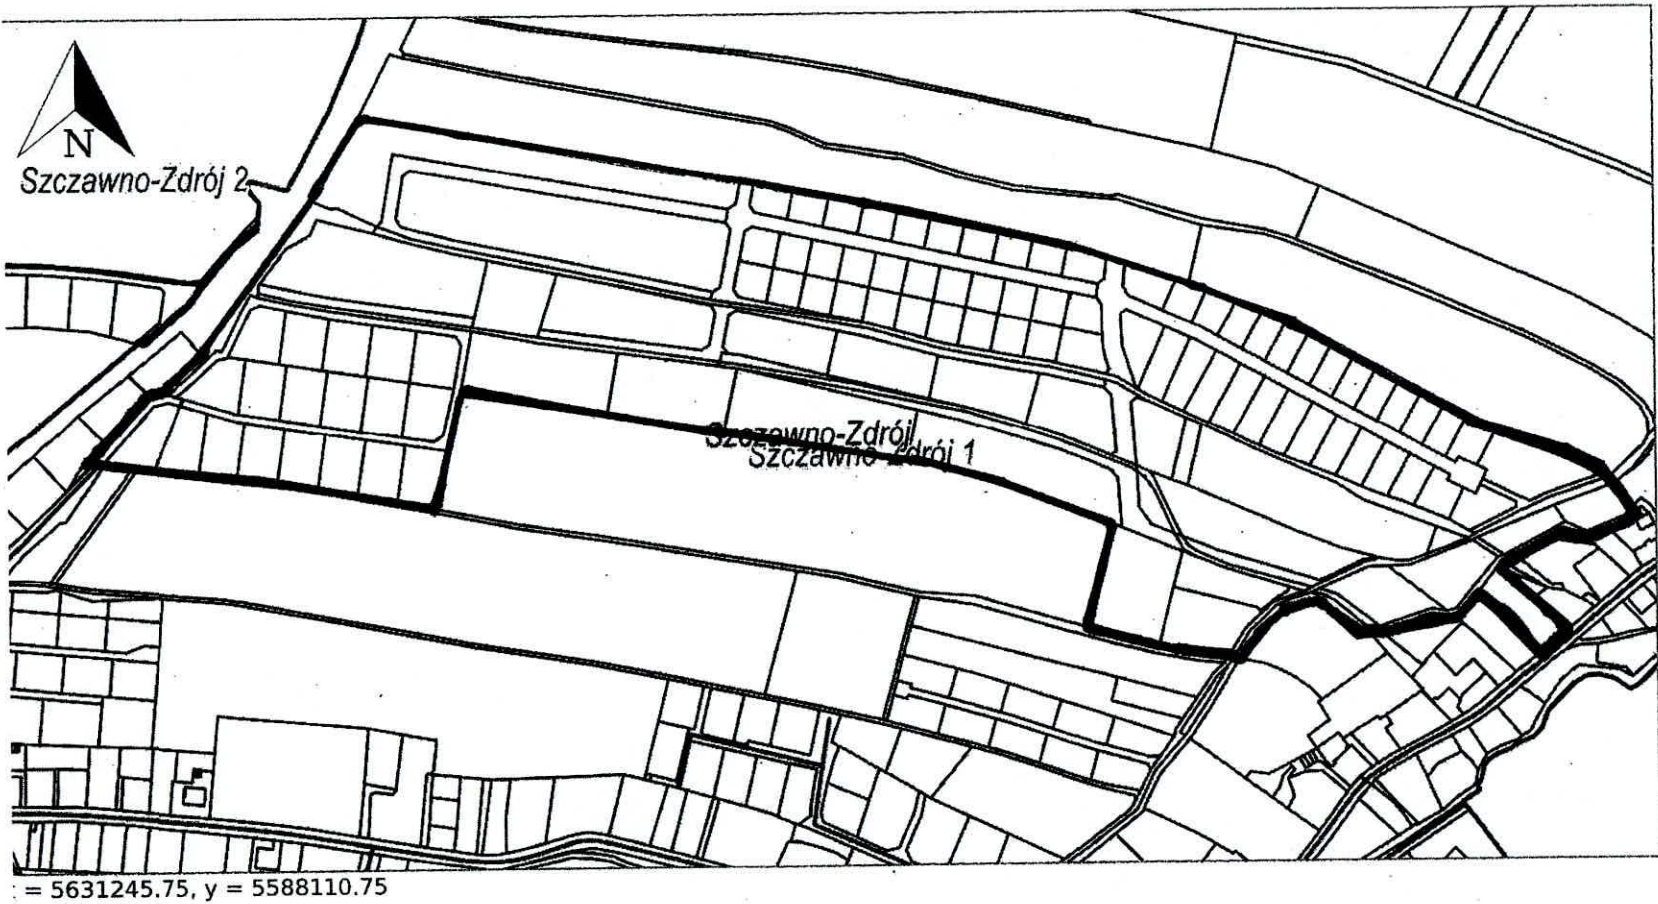 N
Szczawno-Zdrój 2
Szczawno-Zdrój
Szczawno-Zdrój 1
: = 5631245.75, y = 5588110.75